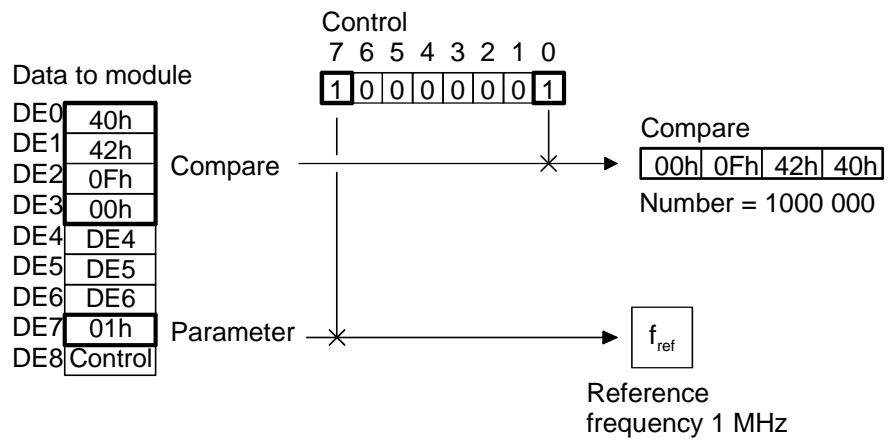 Control
7 6 5 4 3 2 1 0
1 0 0 0 0 0 0 1
Data to module
DE0 40h
DE1 42h
DE2 0Fh
DE3 00h
DE4 DE4
DE5 DE5
DE6 DE6
DE7 01h
DE8 Control
Compare
Parameter
Compare
00h 0Fh 42h 40h
Number = 1000 000
fref
Reference
frequency 1 MHz